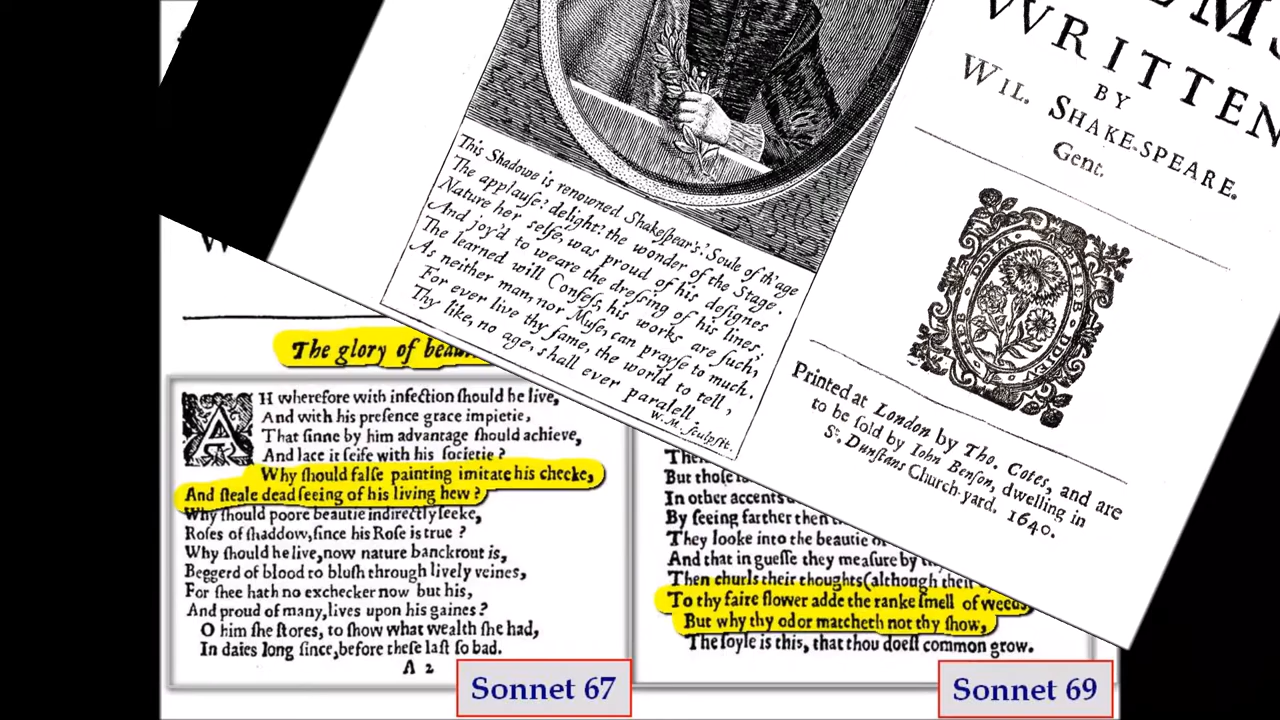 EMS
WRITTEN
BY
WIL. SHAKE-SPEARE.
Gent.
Printed at London by Tho. Cotes, and are
to be sold by Iohn Benson, dwelling in
St. Dunstans Church-yard. 1640.
This Shadowe is renowned Shakespear's? Soule of th'age
The applause? delight? the wonder of the Stage.
Nature her selfe, was proud of his designes
And joy'd to weare the dressing of his lines,
The learned will Confess, his works are such,
As neither man, nor Muse, can prayse to much.
For ever live thy fame, the world to tell,
Thy like, no age, shall ever paralell
W.M. sculpsit.
The glory of
AH wherefore with infection should he live,
And with his presence grace impietie,
That sinne by him advantage should achieve,
And lace it selfe with his societie?
Why should false painting imitate his cheeke,
And steale dead seeing of his living hew?
Why should poore beautie indirectly seeke,
Roses of shaddow, since his Rose is true?
Why should he live, now nature banckrout is,
Beggerd of blood to blush through lively veines,
For shee hath no exchecker now but his,
And proud of many, lives upon his gaines?
O him she stores, to show what wealth she had,
In daies long since, before these last so bad.
A 2
Sonnet 67
But those
In other accents
By seeing farther then
They looke into the beautie
And that in guesse they measure by
Then churls their thoughts (although their
To thy faire flower adde the ranke smell of weeds,
But why thy odor matcheth not thy show,
The soyle is this, that thou doest common grow.
Sonnet 69